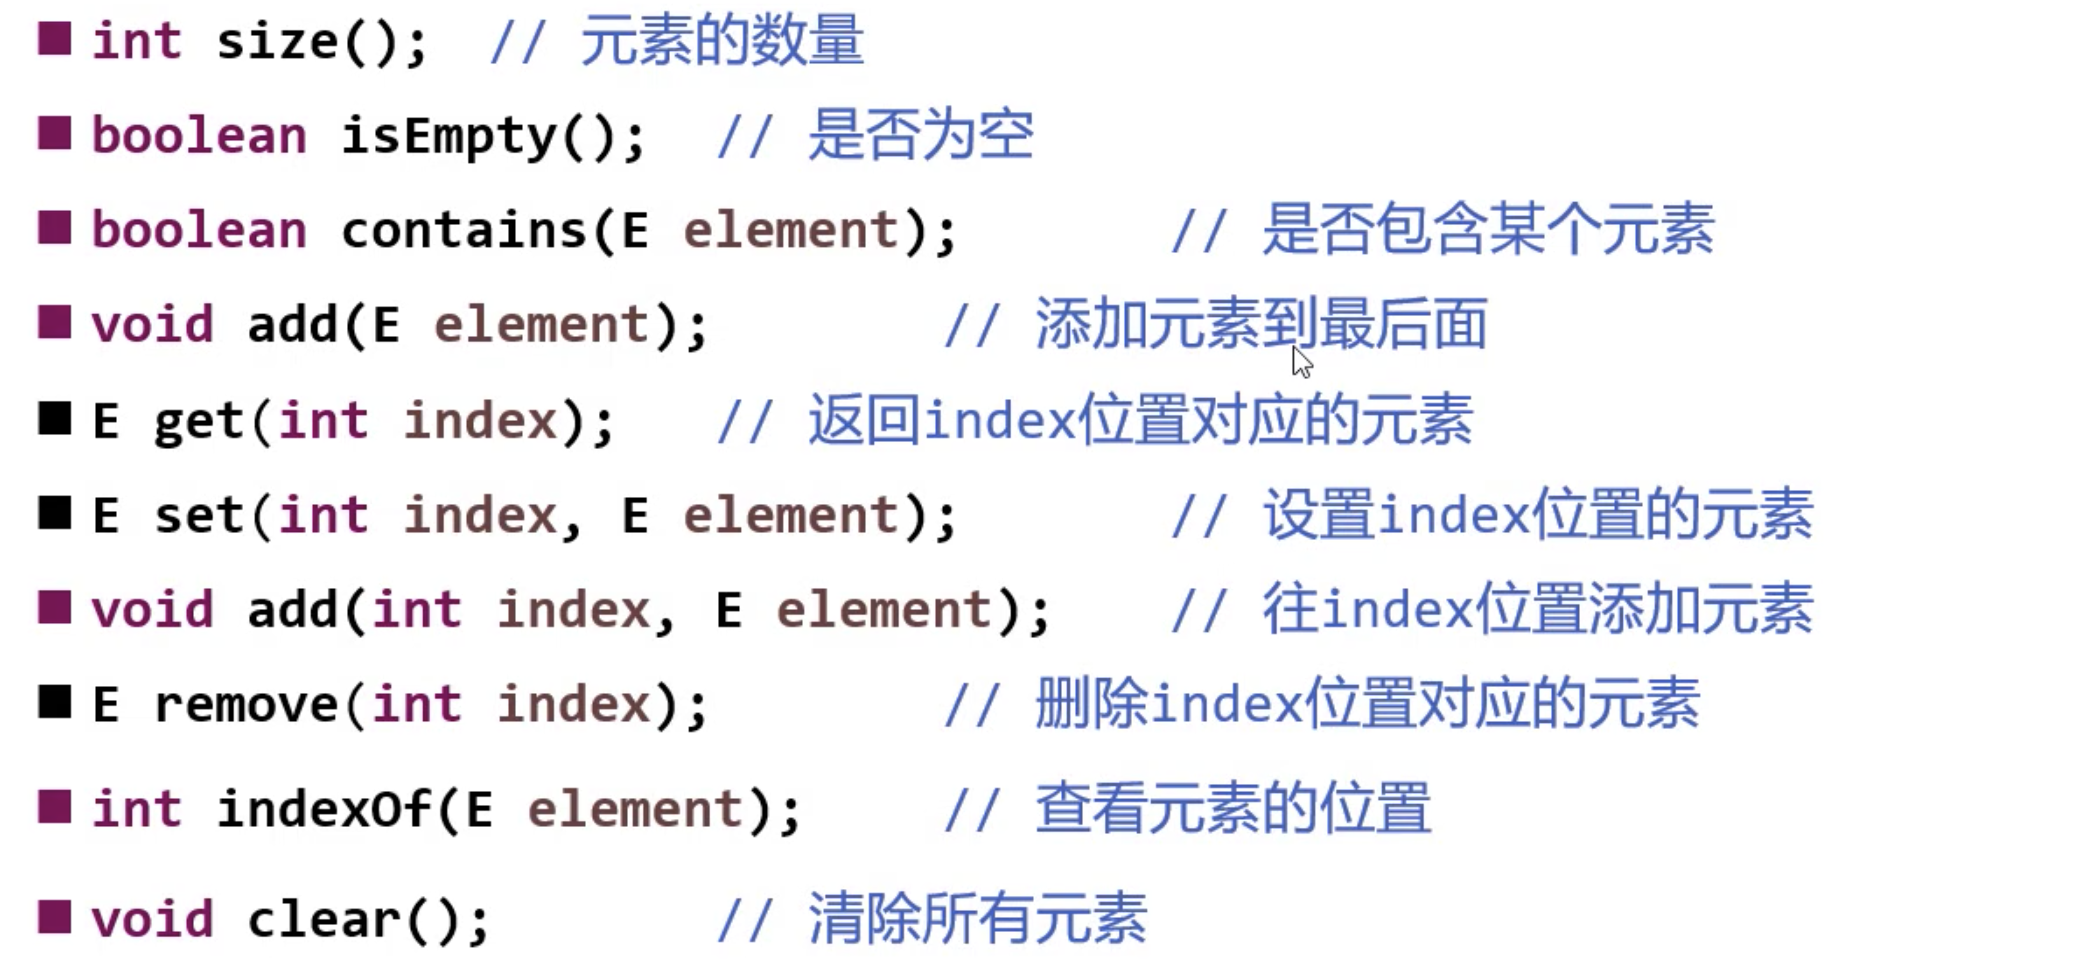 int size(); // 元素的数量
boolean isEmpty(); // 是否为空
boolean contains(E element); // 是否包含某个元素
void add(E element); // 添加元素到最后面
E get(int index); // 返回index位置对应的元素
E set(int index, E element); // 设置index位置的元素
void add(int index, E element); // 往index位置添加元素
E remove(int index); // 删除index位置对应的元素
int indexOf(E element); // 查看元素的位置
void clear(); // 清除所有元素